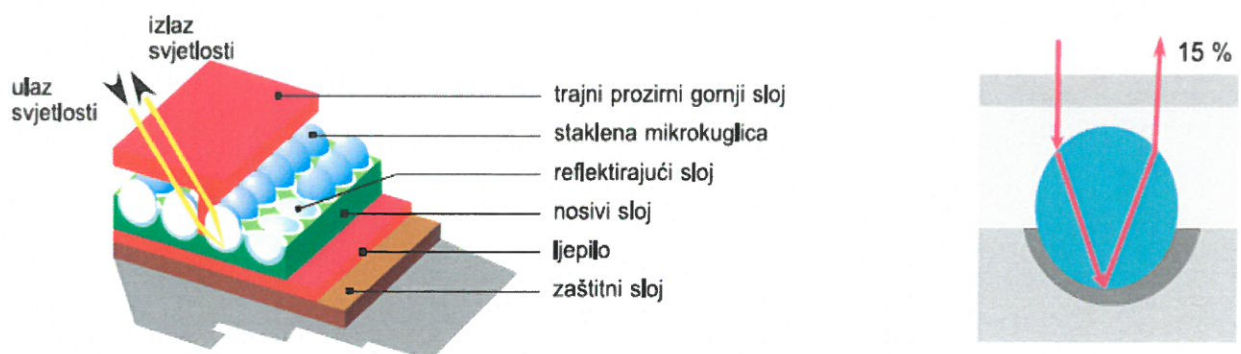 izlaz
svjetlosti
ulaz
svjetlosti
trajni prozirni gornji sloj
staklena mikrokuglica
reflektirajući sloj
nosivi sloj
ljepilo
zaštitni sloj
15 %